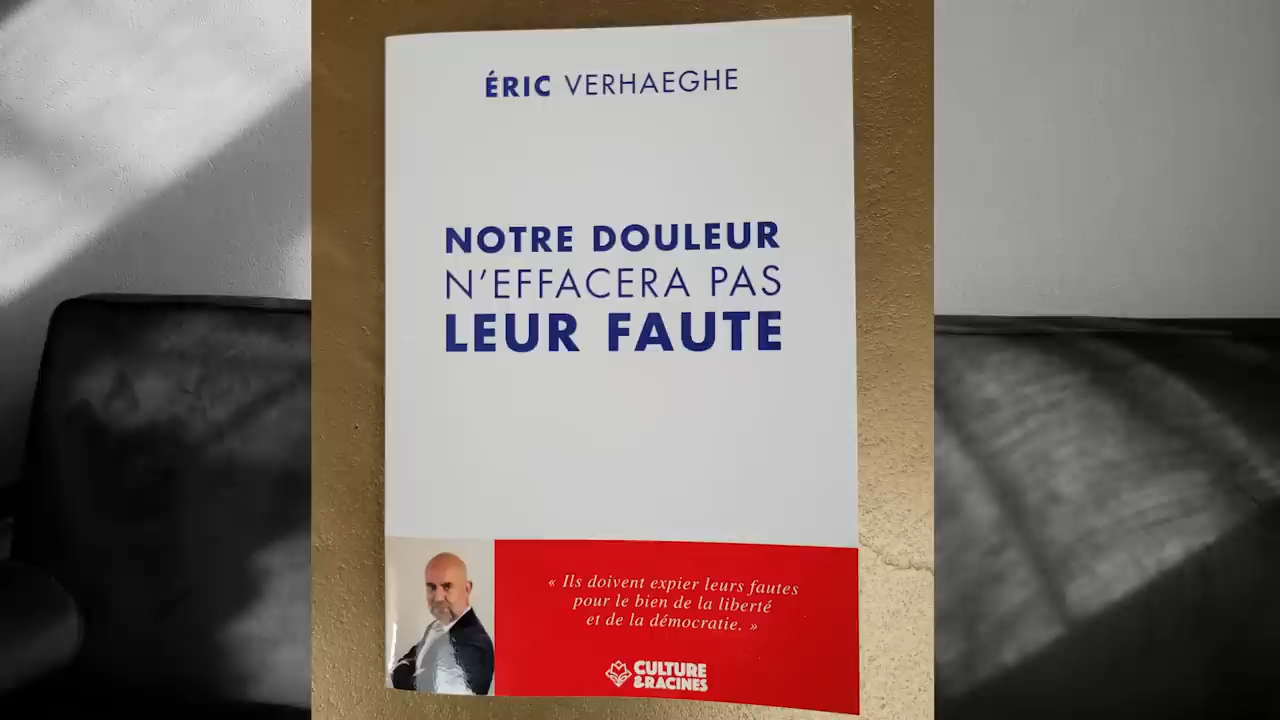 ÉRIC VERHAEGHE
NOTRE DOULEUR
N'EFFACERA PAS
LEUR FAUTE
« Ils doivent expier leurs fautes
pour le bien de la liberté
et de la démocratie. »
CULTURE
&RACINES